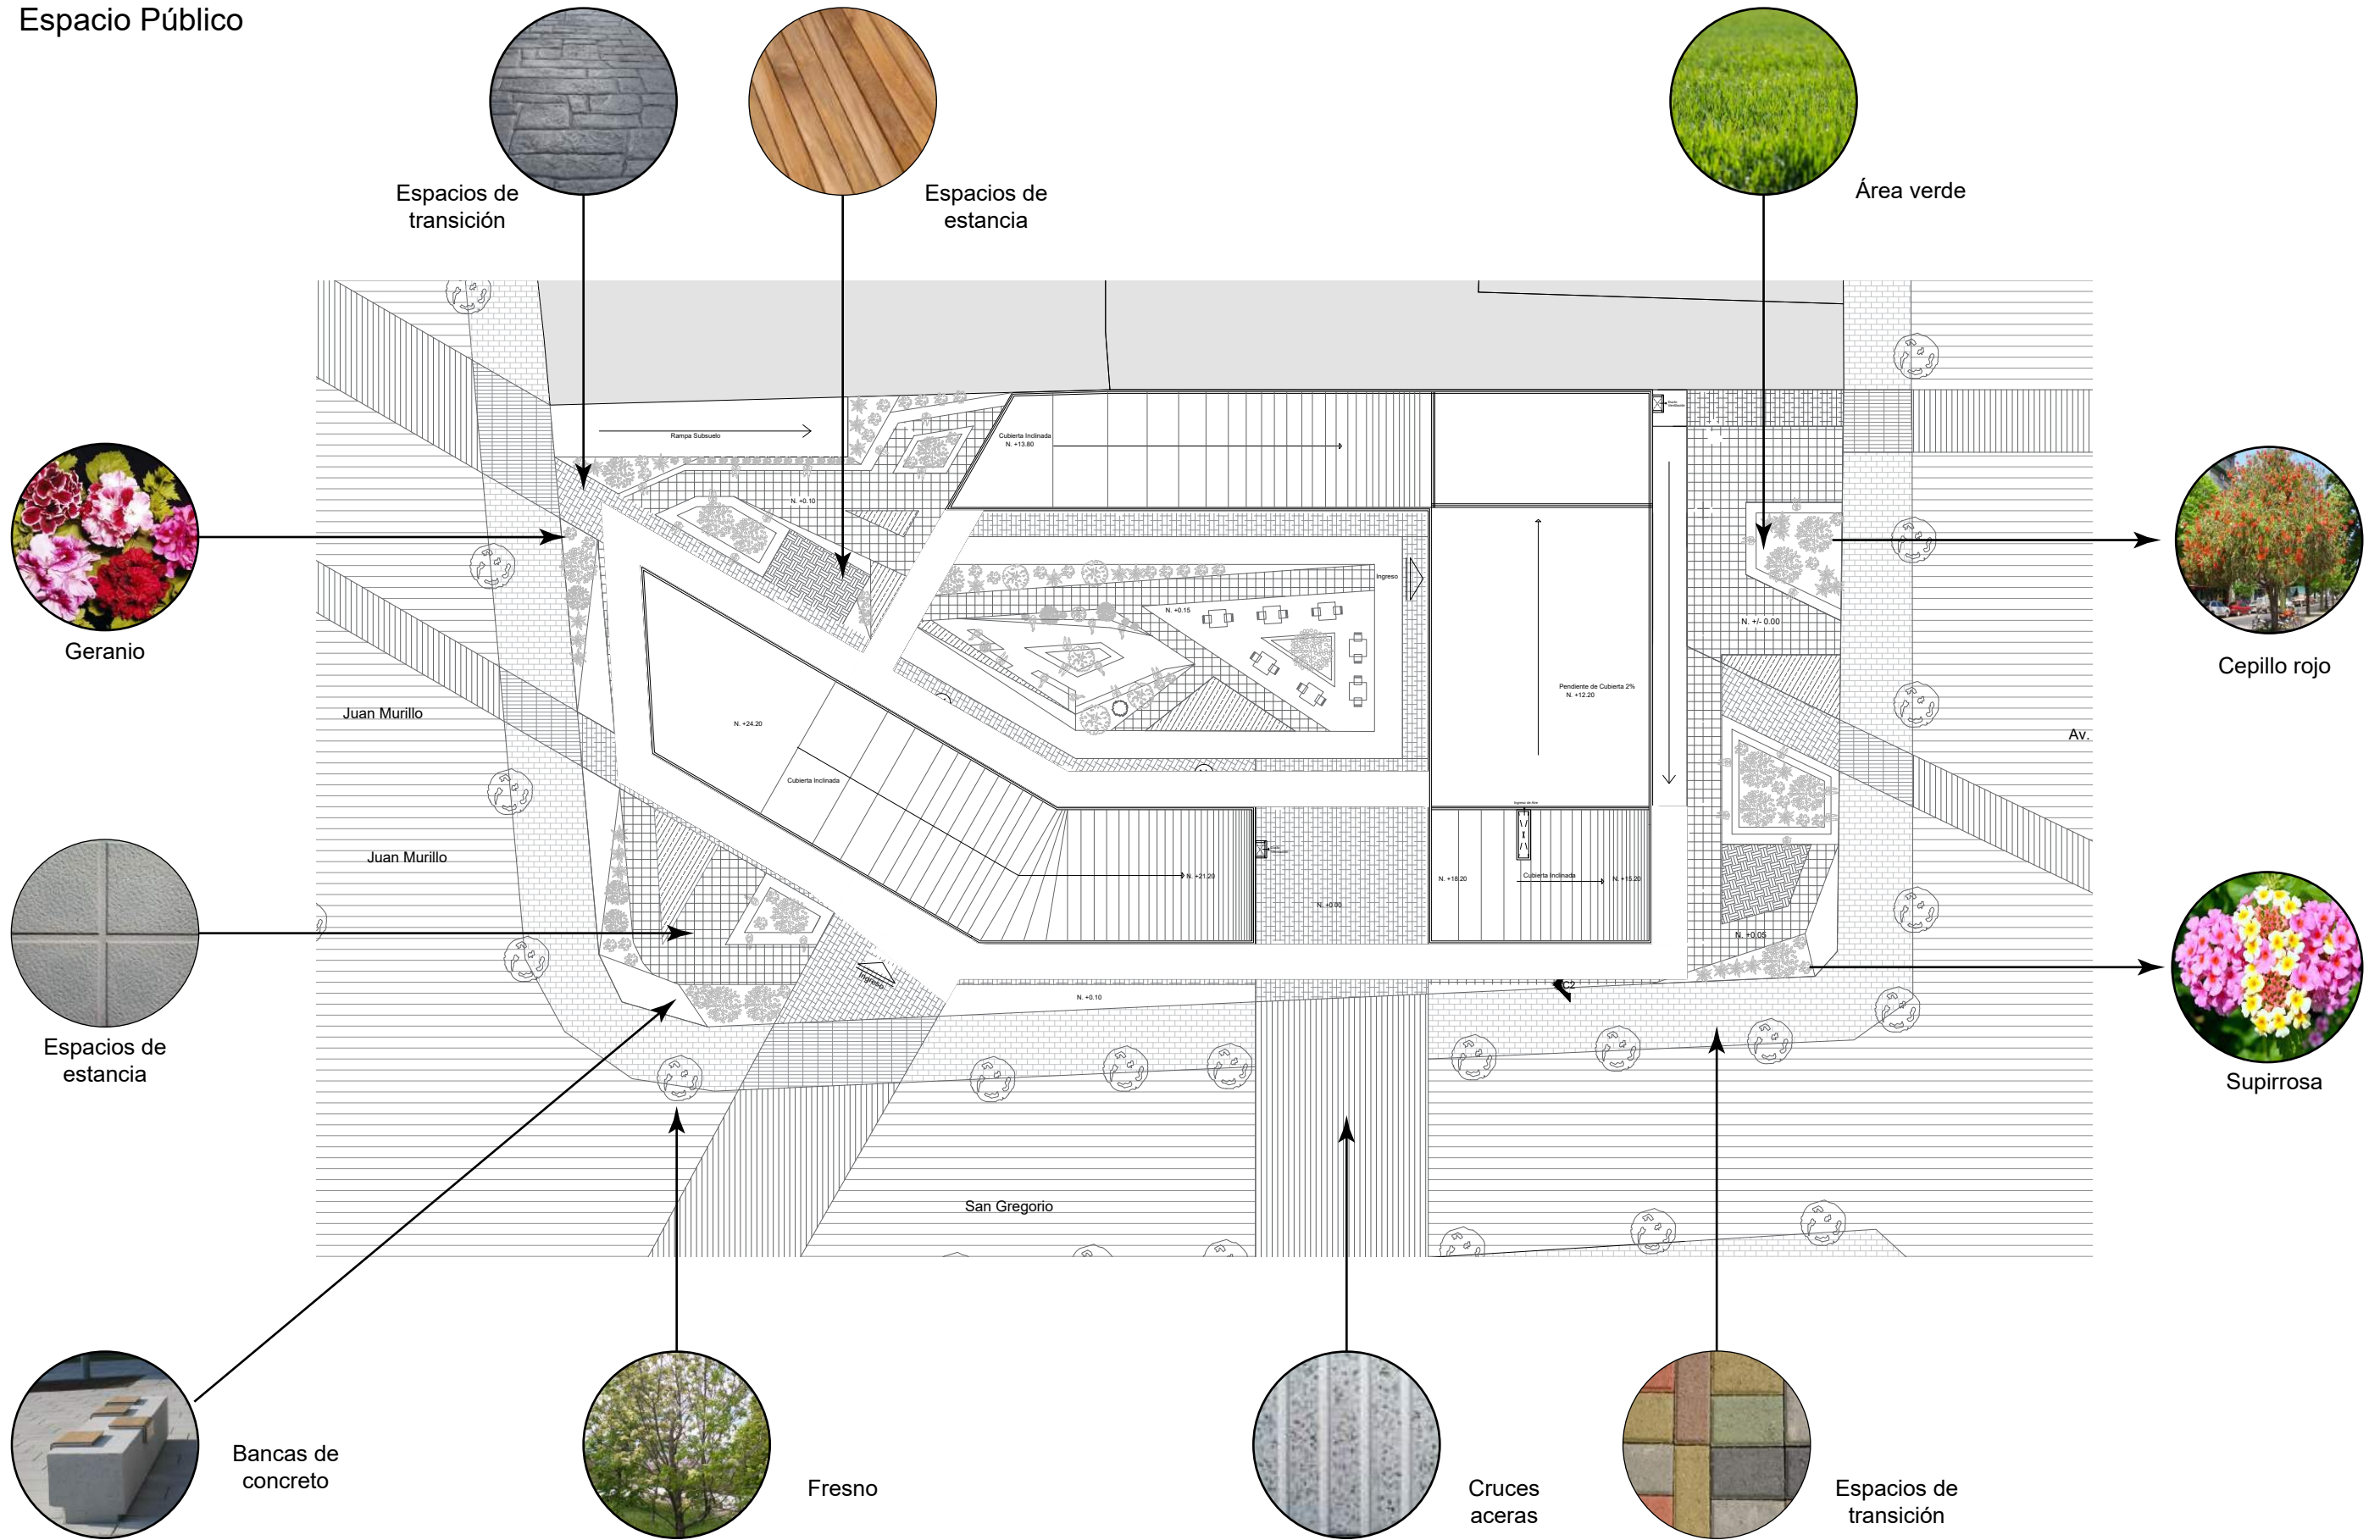 Espacio Público
Espacios de
transición
Espacios de
estancia
Área verde
Rampa Subsuelo
Cubierta Inclinada
N. +13.80
N. +0.10
Geranio
Ingreso
N. +0.15
N. +/- 0.00
Cepillo rojo
Juan Murillo
N. +24.20
Pendiente de Cubierta 2%
N. +12.20
Av.
Cubierta Inclinada
Juan Murillo
N. +21.20
N. +18.20
Cubierta Inclinada
N. +15.20
N. +0.00
N. +0.05
Ingreso
N. +0.10
C2
Espacios de
estancia
Supirrosa
San Gregorio
Bancas de
concreto
Fresno
Cruces
aceras
Espacios de
transición